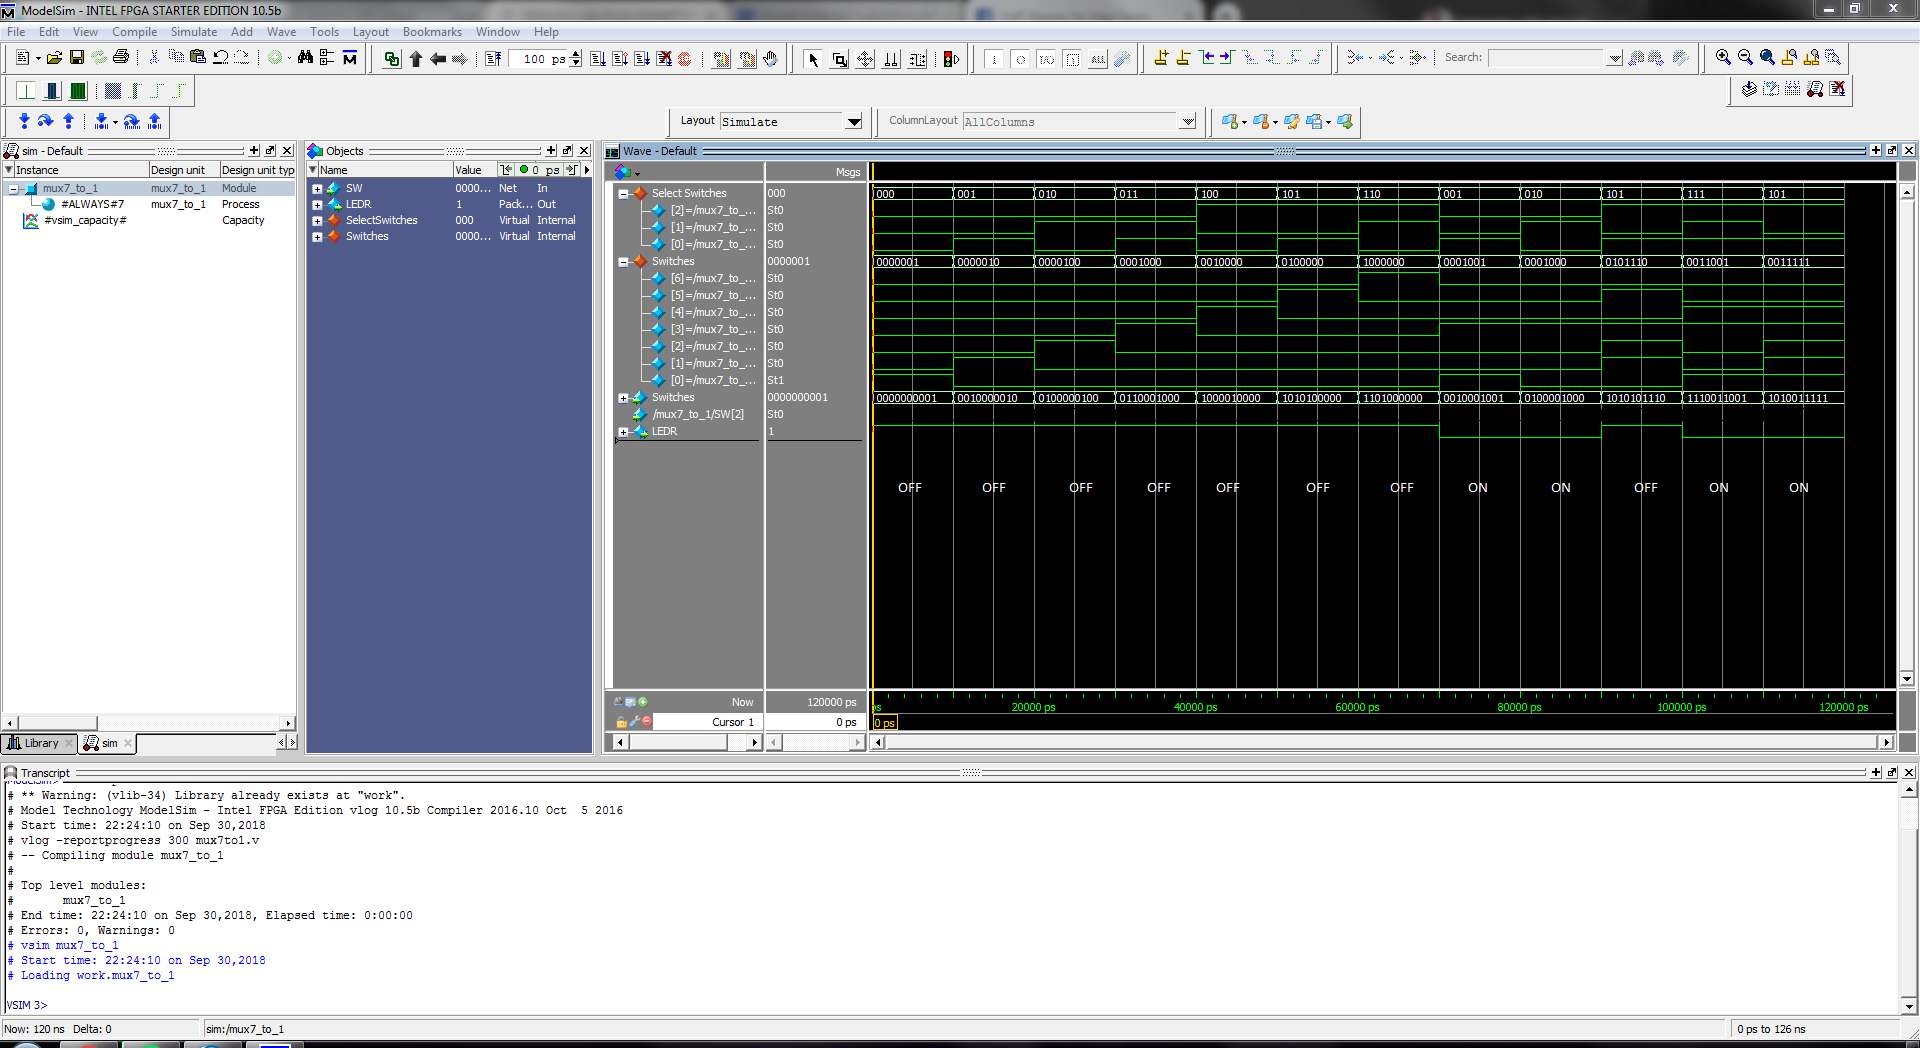 ModelSim - INTEL FPGA STARTER EDITION 10.5b
File Edit View Compile Simulate Add Wave Tools Layout Bookmarks Window Help
100 ps
Search:
Layout Simulate
ColumnLayout AllColumns
sim - Default
Instance Design unit Design unit typ
mux7_to_1 mux7_to_1 Module
#ALWAYS#7 mux7_to_1 Process
#vsim_capacity# Capacity
Library sim
Objects
Name Value 0 ps
SW 0000... Net In
LEDR 1 Pack... Out
SelectSwitches 000 Virtual Internal
Switches 0000... Virtual Internal
Wave - Default
Msgs
Select Switches 000 000 001 010 011 100 101 110 001 010 101 111 101
[2]=/mux7_to_... St0
[1]=/mux7_to_... St0
[0]=/mux7_to_... St0
Switches 0000001 0000001 0000010 0000100 0001000 0010000 0100000 1000000 0001001 0001000 0101110 0011001 0011111
[6]=/mux7_to_... St0
[5]=/mux7_to_... St0
[4]=/mux7_to_... St0
[3]=/mux7_to_... St0
[2]=/mux7_to_... St0
[1]=/mux7_to_... St0
[0]=/mux7_to_... St1
Switches 0000000001 0000000001 0010000010 0100000100 0110001000 1000010000 1010100000 1101000000 0010001001 0100001000 1010101110 1110011001 1010011111
/mux7_to_1/SW[2] St0
LEDR 1
OFF OFF OFF OFF OFF OFF OFF ON ON OFF ON ON
Now 120000 ps ps 20000 ps 40000 ps 60000 ps 80000 ps 100000 ps 120000 ps
Cursor 1 0 ps 0 ps
Transcript
# ** Warning: (vlib-34) Library already exists at "work".
# Model Technology ModelSim - Intel FPGA Edition vlog 10.5b Compiler 2016.10 Oct 5 2016
# Start time: 22:24:10 on Sep 30,2018
# vlog -reportprogress 300 mux7to1.v
# -- Compiling module mux7_to_1
#
# Top level modules:
# mux7_to_1
# End time: 22:24:10 on Sep 30,2018, Elapsed time: 0:00:00
# Errors: 0, Warnings: 0
# vsim mux7_to_1
# Start time: 22:24:10 on Sep 30,2018
# Loading work.mux7_to_1
VSIM 3>
Now: 120 ns Delta: 0 sim:/mux7_to_1 0 ps to 126 ns